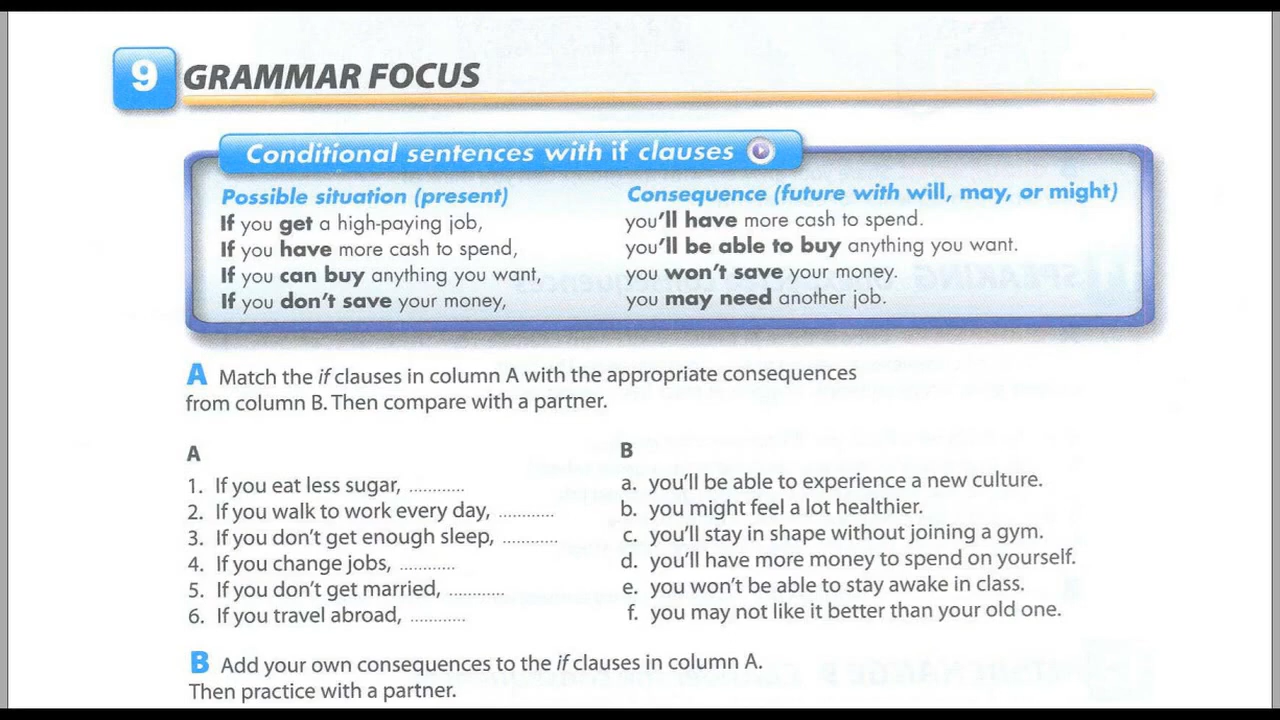 9 GRAMMAR FOCUS
Conditional sentences with if clauses
Possible situation (present) Consequence (future with will, may, or might)
If you get a high-paying job, you'll have more cash to spend.
If you have more cash to spend, you'll be able to buy anything you want.
If you can buy anything you want, you won't save your money.
If you don't save your money, you may need another job.
A Match the if clauses in column A with the appropriate consequences
from column B. Then compare with a partner.
A B
1. If you eat less sugar, ............ a. you'll be able to experience a new culture.
2. If you walk to work every day, ............ b. you might feel a lot healthier.
3. If you don't get enough sleep, ............ c. you'll stay in shape without joining a gym.
4. If you change jobs, ............ d. you'll have more money to spend on yourself.
5. If you don't get married, ............ e. you won't be able to stay awake in class.
6. If you travel abroad, ............ f. you may not like it better than your old one.
B Add your own consequences to the if clauses in column A.
Then practice with a partner.